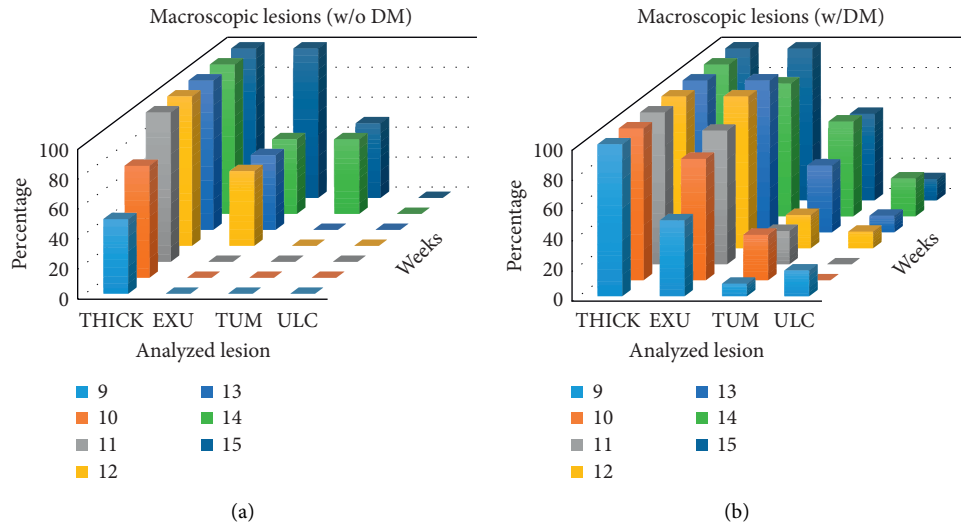 Macroscopic lesions (w/o DM)
100
80
60
40
20
0
Percentage
Weeks
THICK EXU TUM ULC
Analyzed lesion
9
10
11
12
13
14
15
(a)
Macroscopic lesions (w/DM)
100
80
60
40
20
0
Percentage
Weeks
THICK EXU TUM ULC
Analyzed lesion
9
10
11
12
13
14
15
(b)